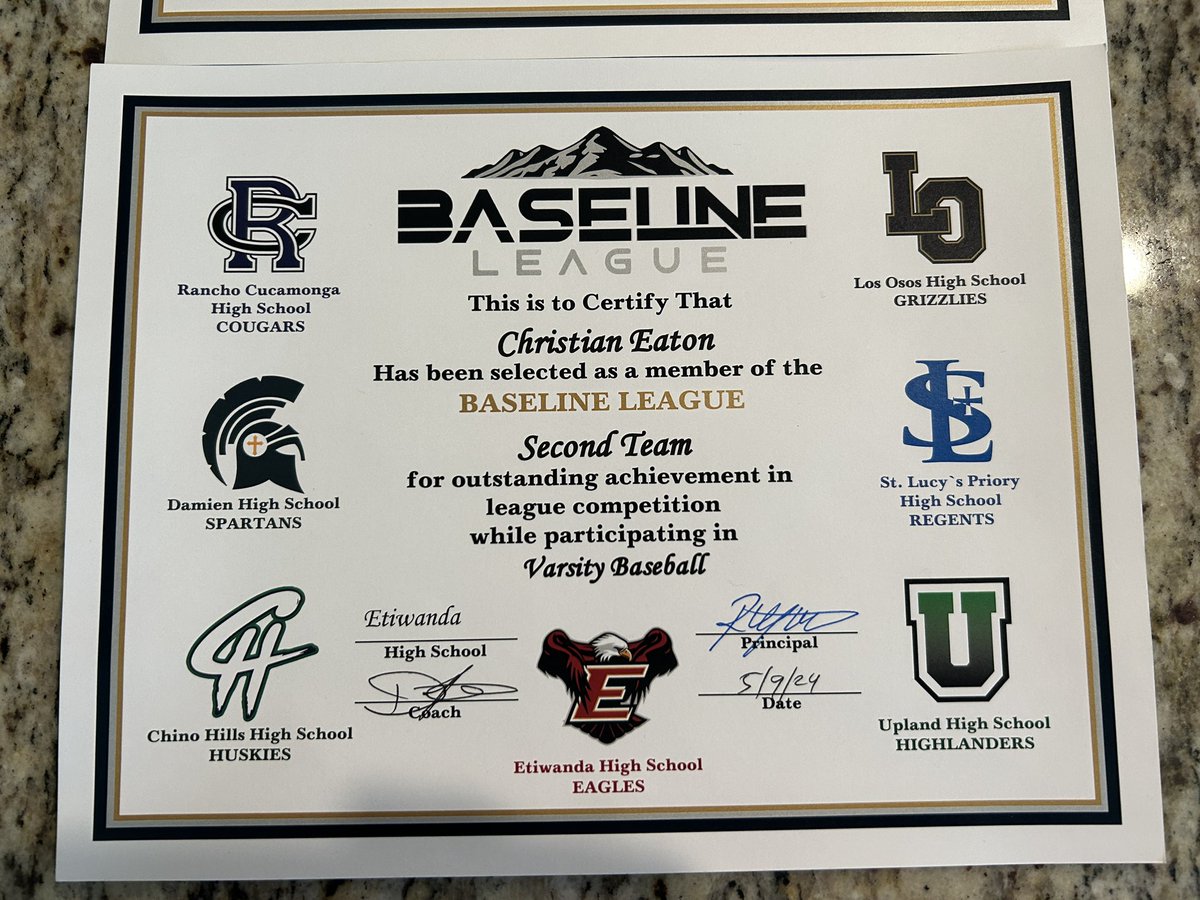 BASELINE
LEAGUE
This is to Certify That
Christian Eaton
Has been selected as a member of the
BASELINE LEAGUE
Second Team
for outstanding achievement in
league competition
while participating in
Varsity Baseball
RC
Rancho Cucamonga
High School
COUGARS
Damien High School
SPARTANS
CH
Chino Hills High School
HUSKIES
LO
Los Osos High School
GRIZZLIES
SL
St. Lucy`s Priory
High School
REGENTS
U
Upland High School
HIGHLANDERS
Etiwanda
High School
Coach
Principal
5/9/24
Date
E
Etiwanda High School
EAGLES